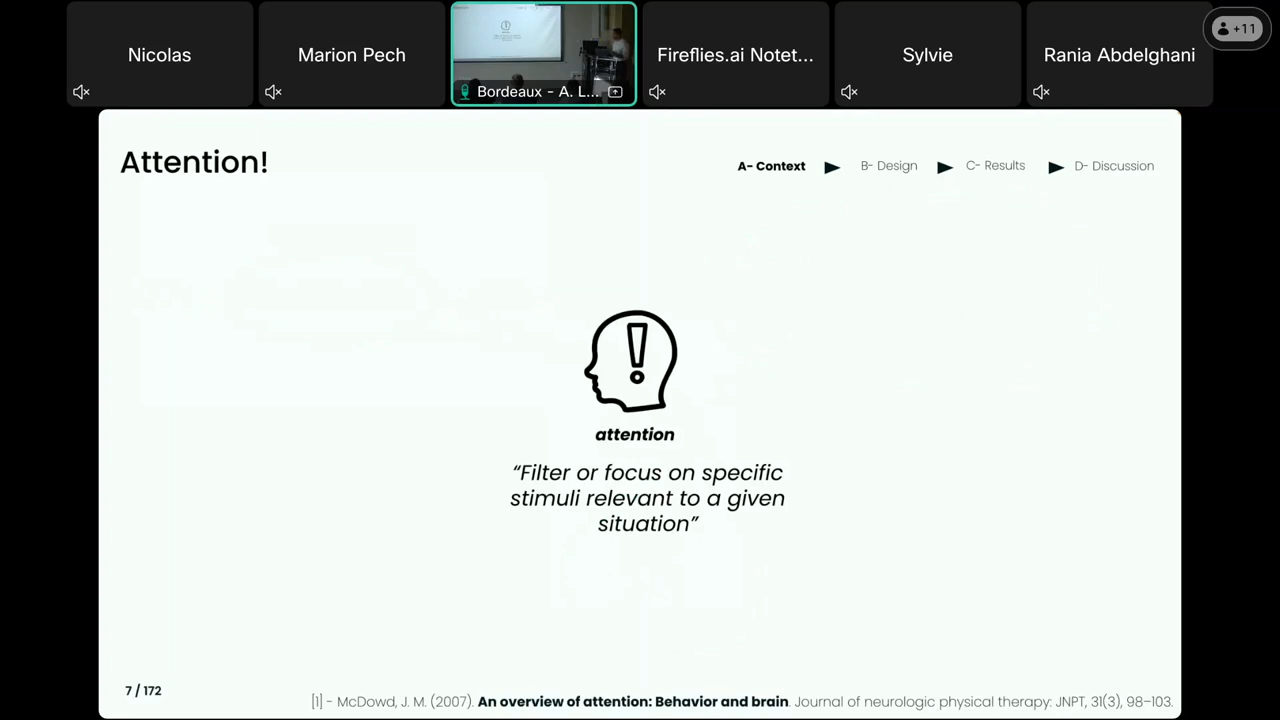 Nicolas
Marion Pech
Bordeaux - A. L...
Fireflies.ai Notet...
Sylvie
Rania Abdelghani
+11
Attention!
A- Context
B- Design
C- Results
D- Discussion
attention
“Filter or focus on specific
stimuli relevant to a given
situation”
7 / 172
[1] - McDowd, J. M. (2007). An overview of attention: Behavior and brain. Journal of neurologic physical therapy: JNPT, 31(3), 98–103.